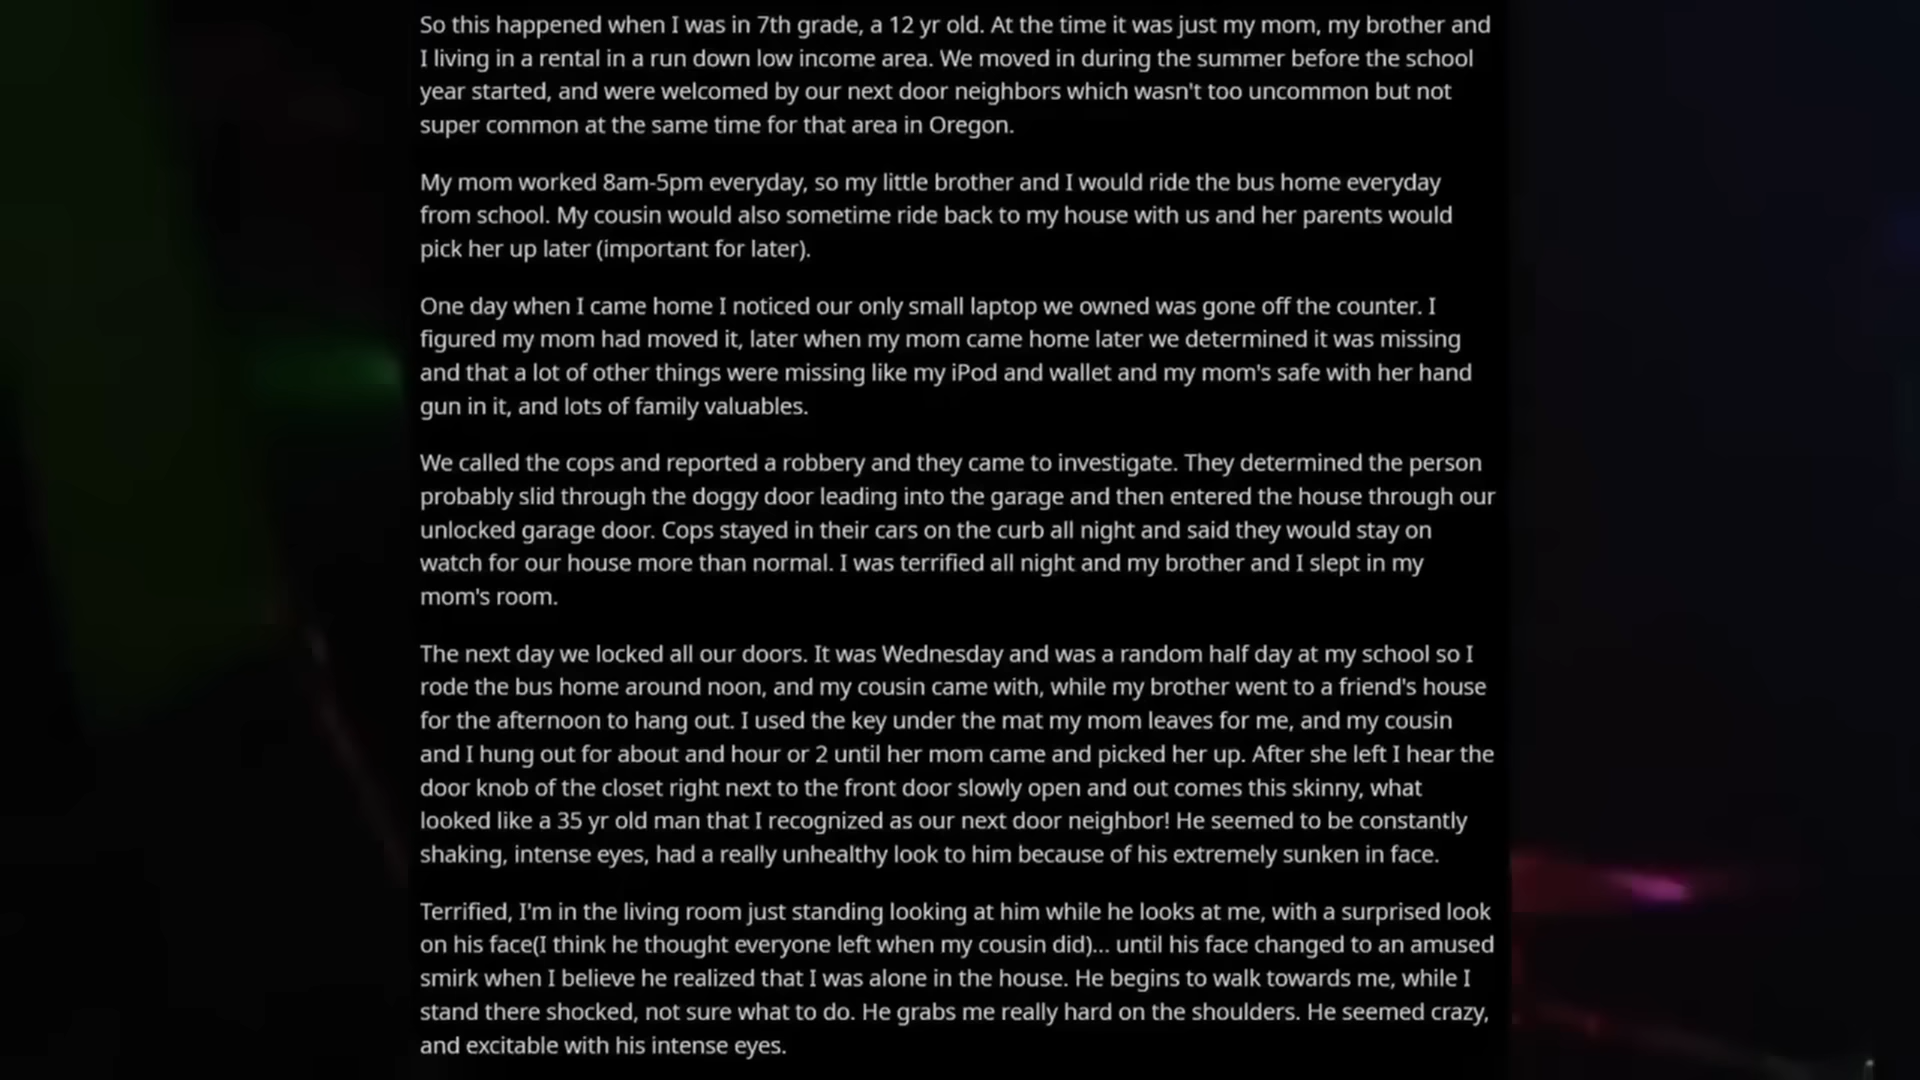 So this happened when I was in 7th grade, a 12 yr old. At the time it was just my mom, my brother and
I living in a rental in a run down low income area. We moved in during the summer before the school
year started, and were welcomed by our next door neighbors which wasn't too uncommon but not
super common at the same time for that area in Oregon.
My mom worked 8am-5pm everyday, so my little brother and I would ride the bus home everyday
from school. My cousin would also sometime ride back to my house with us and her parents would
pick her up later (important for later).
One day when I came home I noticed our only small laptop we owned was gone off the counter. I
figured my mom had moved it, later when my mom came home later we determined it was missing
and that a lot of other things were missing like my iPod and wallet and my mom's safe with her hand
gun in it, and lots of family valuables.
We called the cops and reported a robbery and they came to investigate. They determined the person
probably slid through the doggy door leading into the garage and then entered the house through our
unlocked garage door. Cops stayed in their cars on the curb all night and said they would stay on
watch for our house more than normal. I was terrified all night and my brother and I slept in my
mom's room.
The next day we locked all our doors. It was Wednesday and was a random half day at my school so I
rode the bus home around noon, and my cousin came with, while my brother went to a friend's house
for the afternoon to hang out. I used the key under the mat my mom leaves for me, and my cousin
and I hung out for about and hour or 2 until her mom came and picked her up. After she left I hear the
door knob of the closet right next to the front door slowly open and out comes this skinny, what
looked like a 35 yr old man that I recognized as our next door neighbor! He seemed to be constantly
shaking, intense eyes, had a really unhealthy look to him because of his extremely sunken in face.
Terrified, I'm in the living room just standing looking at him while he looks at me, with a surprised look
on his face(I think he thought everyone left when my cousin did)... until his face changed to an amused
smirk when I believe he realized that I was alone in the house. He begins to walk towards me, while I
stand there shocked, not sure what to do. He grabs me really hard on the shoulders. He seemed crazy,
and excitable with his intense eyes.